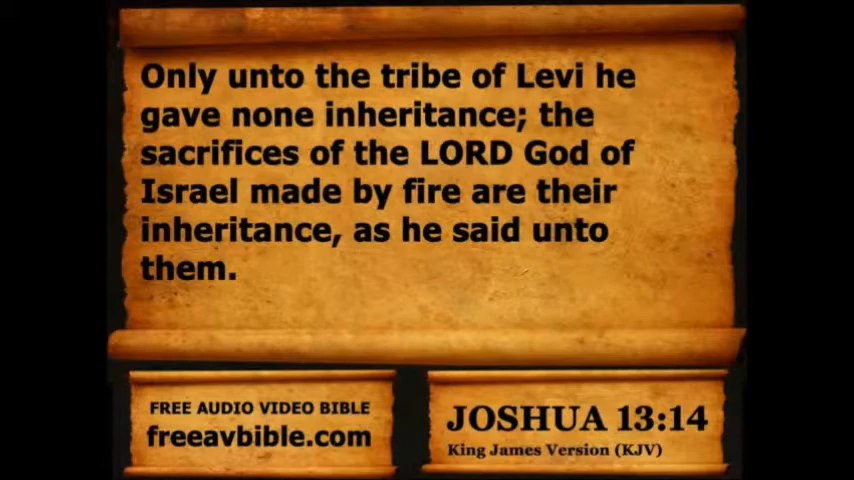 Only unto the tribe of Levi he
gave none inheritance; the
sacrifices of the LORD God of
Israel made by fire are their
inheritance, as he said unto
them.
FREE AUDIO VIDEO BIBLE
freeavbible.com
JOSHUA 13:14
King James Version (KJV)